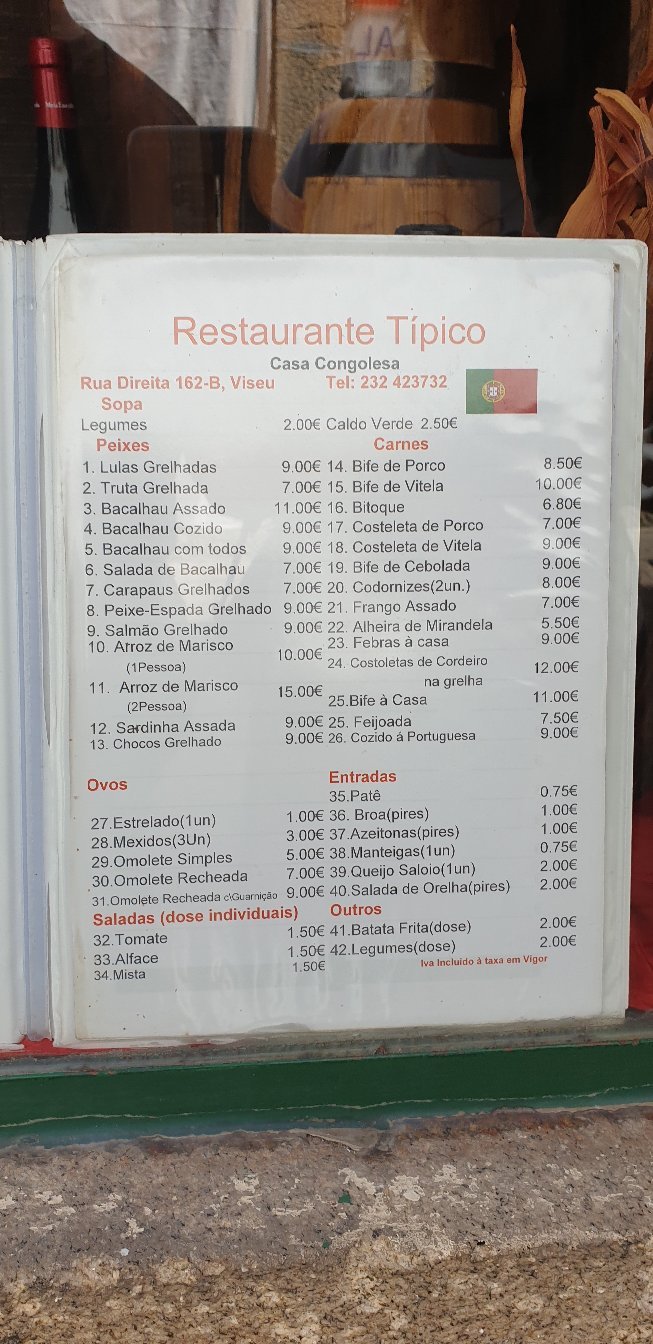 AL
Restaurante Típico
Casa Congolesa
Rua Direita 162-B, Viseu Tel: 232 423732
Sopa
Legumes 2.00€ Caldo Verde 2.50€
Peixes Carnes
1. Lulas Grelhadas 9.00€ 14. Bife de Porco 8.50€
2. Truta Grelhada 7.00€ 15. Bife de Vitela 10.00€
3. Bacalhau Assado 11.00€ 16. Bitoque 6.80€
4. Bacalhau Cozido 9.00€ 17. Costeleta de Porco 7.00€
5. Bacalhau com todos 9.00€ 18. Costeleta de Vitela 9.00€
6. Salada de Bacalhau 7.00€ 19. Bife de Cebolada 9.00€
7. Carapaus Grelhados 7.00€ 20. Codornizes(2un.) 8.00€
8. Peixe-Espada Grelhado 9.00€ 21. Frango Assado 7.00€
9. Salmão Grelhado 9.00€ 22. Alheira de Mirandela 5.50€
10. Arroz de Marisco 10.00€ 23. Febras à casa 9.00€
(1Pessoa) 24. Costoletas de Cordeiro 12.00€
11. Arroz de Marisco 15.00€ na grelha
(2Pessoa) 25.Bife à Casa 11.00€
12. Sardinha Assada 9.00€ 25. Feijoada 7.50€
13. Chocos Grelhado 9.00€ 26. Cozido á Portuguesa 9.00€
Ovos Entradas
35.Patê 0.75€
27.Estrelado(1un) 1.00€ 36. Broa(pires) 1.00€
28.Mexidos(3Un) 3.00€ 37.Azeitonas(pires) 1.00€
29.Omolete Simples 5.00€ 38.Manteigas(1un) 0.75€
30.Omolete Recheada 7.00€ 39.Queijo Saloio(1un) 2.00€
31.Omolete Recheada c\Guarnição 9.00€ 40.Salada de Orelha(pires) 2.00€
Saladas (dose individuais) Outros
32.Tomate 1.50€ 41.Batata Frita(dose) 2.00€
33.Alface 1.50€ 42.Legumes(dose) 2.00€
34.Mista 1.50€ Iva Incluido à taxa em Vigor